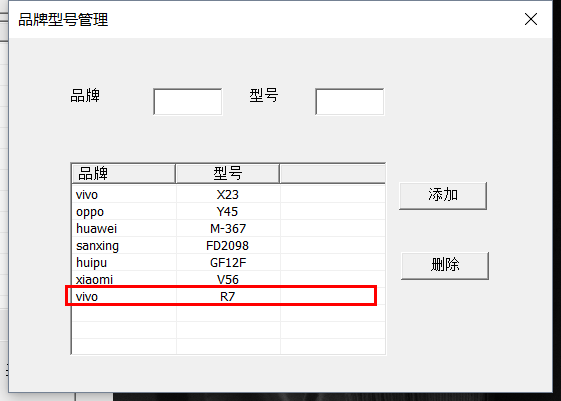 品牌型号管理
品牌 型号
品牌 型号
vivo X23
oppo Y45
huawei M-367
sanxing FD2098
huipu GF12F
xiaomi V56
vivo R7
添加
删除